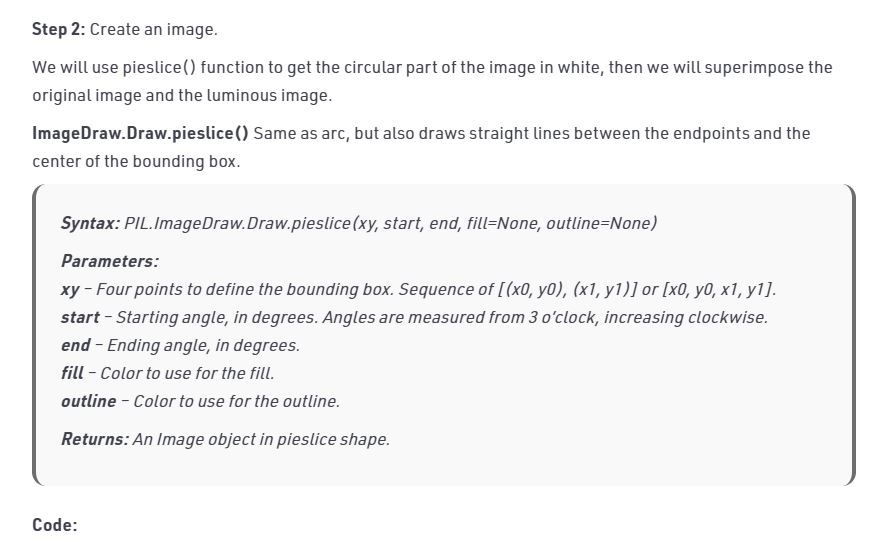 Step 2: Create an image.
We will use pieslice() function to get the circular part of the image in white, then we will superimpose the
original image and the luminous image.
ImageDraw.Draw.pieslice() Same as arc, but also draws straight lines between the endpoints and the
center of the bounding box.
Syntax: PIL.ImageDraw.Draw.pieslice(xy, start, end, fill=None, outline=None)
Parameters:
xy – Four points to define the bounding box. Sequence of [(x0, y0), (x1, y1)] or [x0, y0, x1, y1].
start – Starting angle, in degrees. Angles are measured from 3 o’clock, increasing clockwise.
end – Ending angle, in degrees.
fill – Color to use for the fill.
outline – Color to use for the outline.
Returns: An Image object in pieslice shape.
Code: